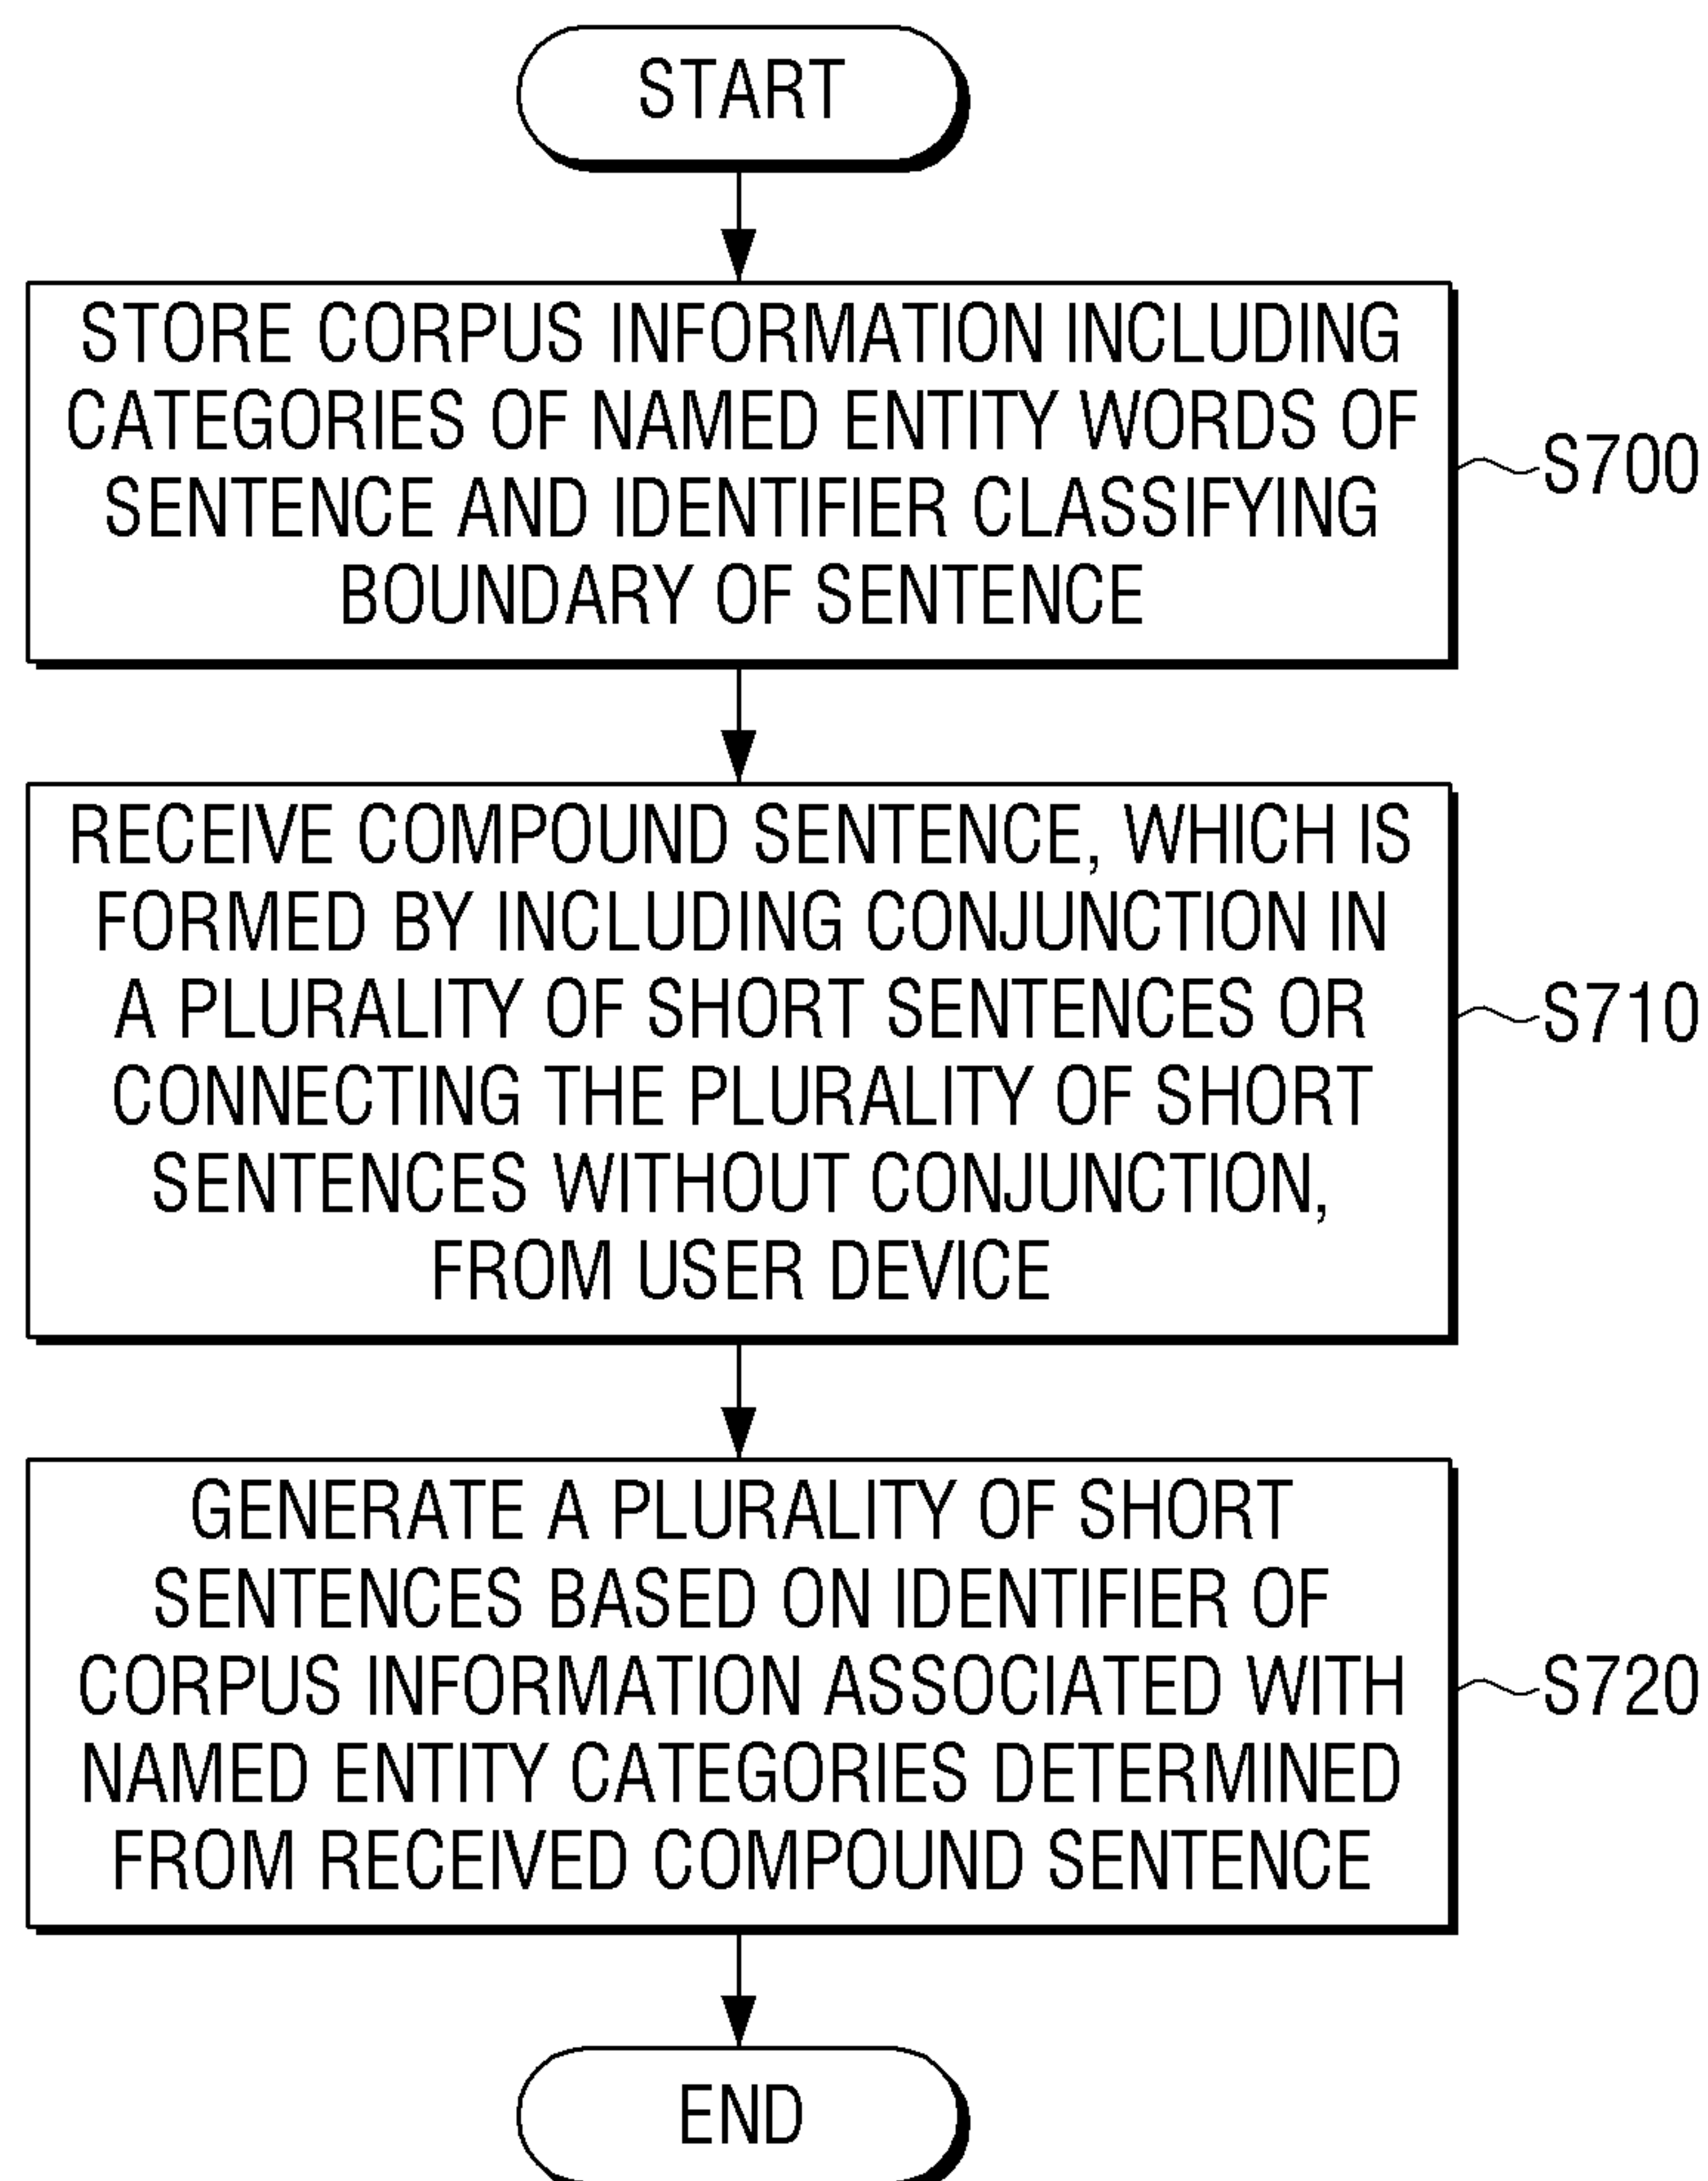 START
STORE CORPUS INFORMATION INCLUDING
CATEGORIES OF NAMED ENTITY WORDS OF
SENTENCE AND IDENTIFIER CLASSIFYING
BOUNDARY OF SENTENCE
S700
RECEIVE COMPOUND SENTENCE, WHICH IS
FORMED BY INCLUDING CONJUNCTION IN
A PLURALITY OF SHORT SENTENCES OR
CONNECTING THE PLURALITY OF SHORT
SENTENCES WITHOUT CONJUNCTION,
FROM USER DEVICE
S710
GENERATE A PLURALITY OF SHORT
SENTENCES BASED ON IDENTIFIER OF
CORPUS INFORMATION ASSOCIATED WITH
NAMED ENTITY CATEGORIES DETERMINED
FROM RECEIVED COMPOUND SENTENCE
S720
END